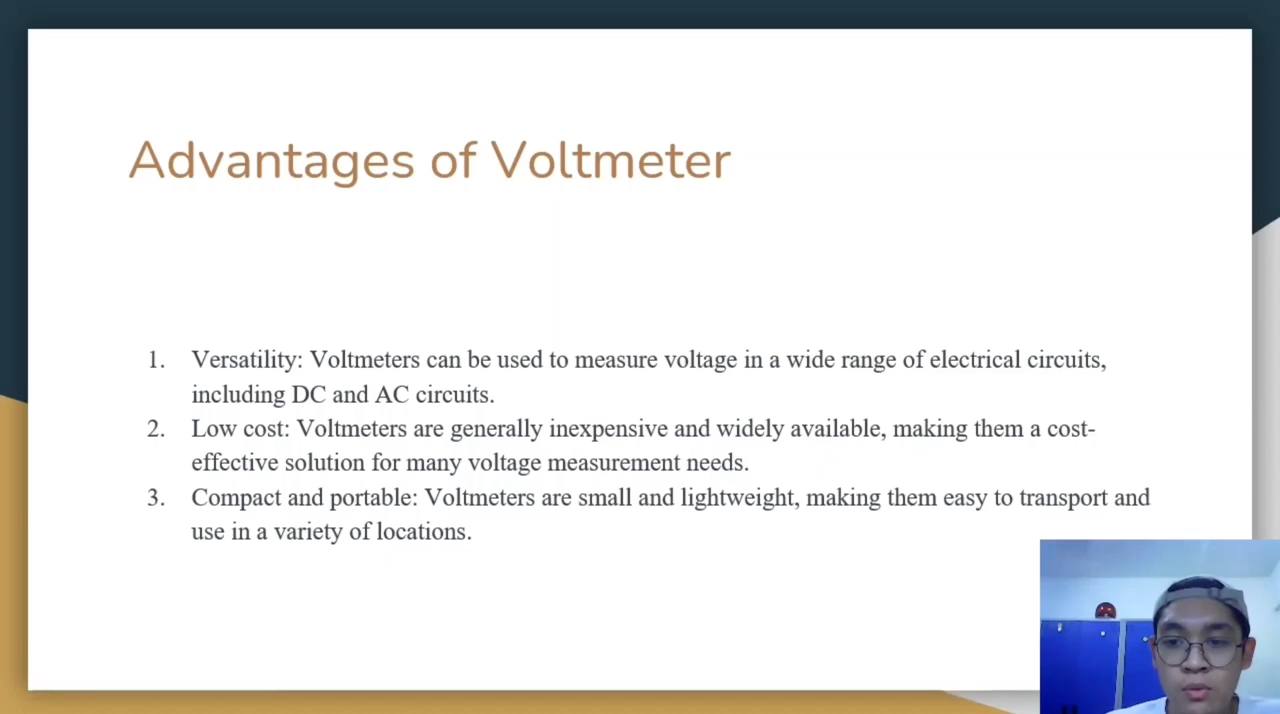 Advantages of Voltmeter
1. Versatility: Voltmeters can be used to measure voltage in a wide range of electrical circuits,
including DC and AC circuits.
2. Low cost: Voltmeters are generally inexpensive and widely available, making them a cost-
effective solution for many voltage measurement needs.
3. Compact and portable: Voltmeters are small and lightweight, making them easy to transport and
use in a variety of locations.